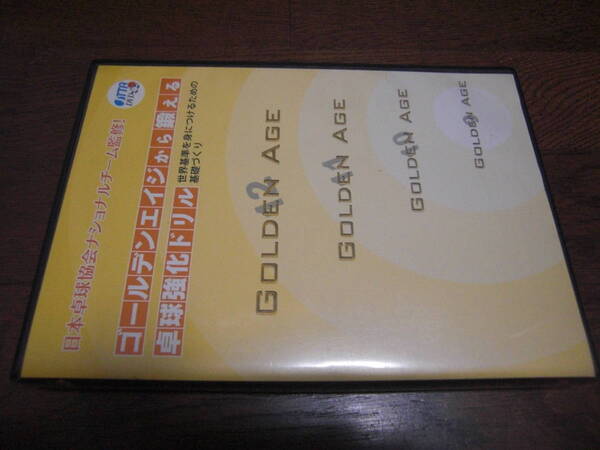 日本卓球協会ナショナルチーム監修!
ゴールデンエイジから鍛える
卓球強化ドリル
世界基準を身につけるための
基礎づくり
GOLDEN AGE
GOLDEN AGE
GOLDEN AGE
GOLDEN AGE